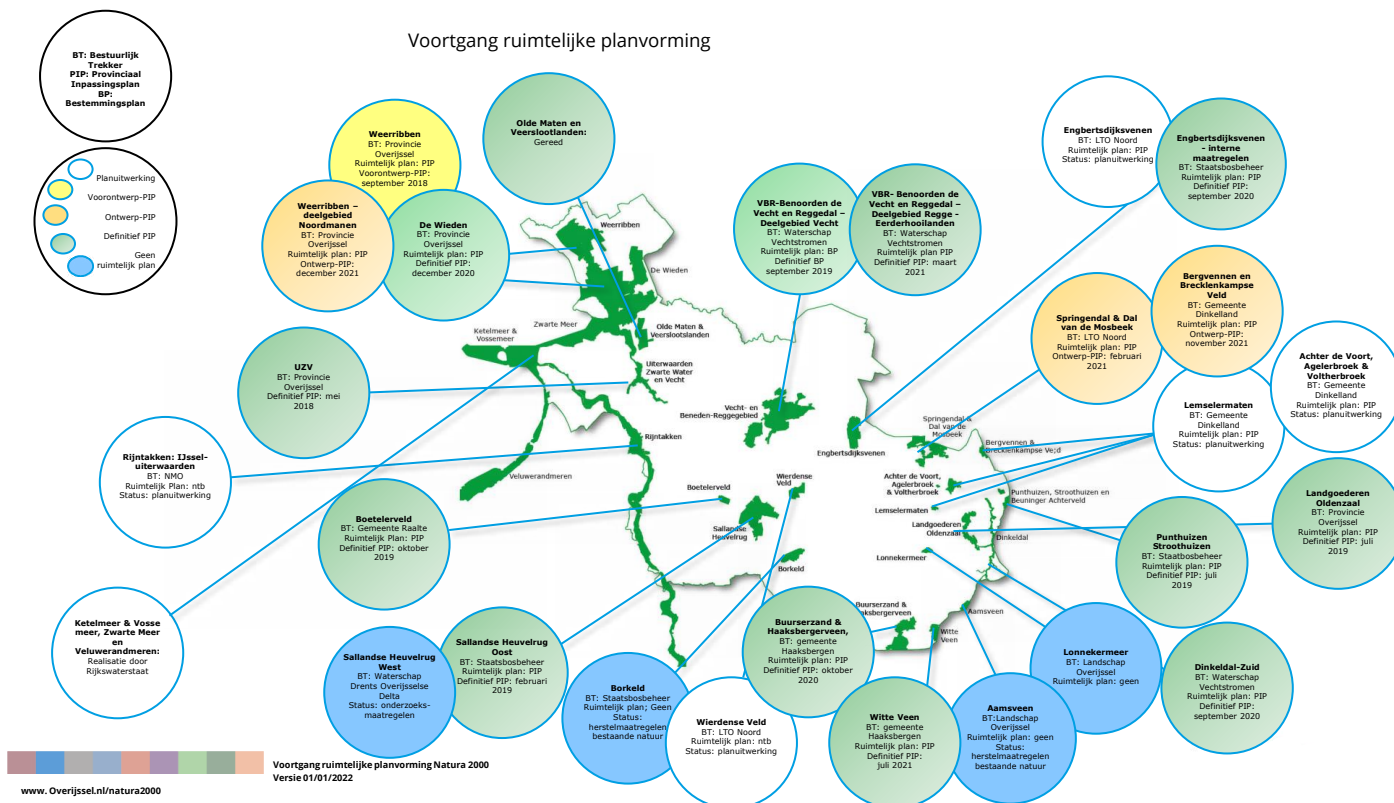 Voortgang ruimtelijke planvorming
BT: Bestuurlijk
Trekker
PIP: Provinciaal
Inpassingsplan
BP:
Bestemmingsplan
Planuitwerking
Voorontwerp-PIP
Ontwerp-PIP
Definitief PIP
Geen
ruimtelijk plan
Weerribben
BT: Provincie
Overijssel
Ruimtelijk plan: PIP
Voorontwerp-PIP:
september 2018
Olde Maten en
Veerslootlanden:
Gereed
Weerribben –
deelgebied
Noordmanen
BT: Provincie
Overijssel
Ruimtelijk plan: PIP
Ontwerp-PIP:
december 2021
De Wieden
BT: Provincie
Overijssel
Ruimtelijk plan: PIP
Definitief PIP:
december 2020
VBR-Benoorden de
Vecht en Reggedal –
Deelgebied Vecht
BT: Waterschap
Vechtstromen
Ruimtelijk plan: BP
Definitief BP
september 2019
VBR- Benoorden de
Vecht en Reggedal –
Deelgebied Regge -
Eerderhooilanden
BT: Waterschap
Vechtstromen
Ruimtelijk plan PIP
Definitief PIP: maart
2021
Engbertsdijksvenen
BT: LTO Noord
Ruimtelijk plan: PIP
Status: planuitwerking
Engbertsdijksvenen
– interne
maatregelen
BT: Staatsbosbeheer
Ruimtelijk plan: PIP
Definitief PIP:
september 2020
Springendal & Dal
van de Mosbeek
BT: LTO Noord
Ruimtelijk plan: PIP
Ontwerp-PIP: februari
2021
Bergvennen en
Brecklenkampse
Veld
BT: Gemeente
Dinkelland
Ruimtelijk plan: PIP
Ontwerp-PIP:
november 2021
Achter de Voort,
Agelerbroek &
Voltherbroek
BT: Gemeente
Dinkelland
Ruimtelijk plan: PIP
Status: planuitwerking
Lemselermaten
BT: Gemeente
Dinkelland
Ruimtelijk plan: PIP
Status: planuitwerking
UZV
BT: Provincie
Overijssel
Definitief PIP: mei
2018
Rijntakken: IJssel-
uiterwaarden
BT: NMO
Ruimtelijk Plan: ntb
Status: planuitwerking
Boetelerveld
BT: Gemeente Raalte
Ruimtelijk Plan: PIP
Definitief PIP: oktober
2019
Landgoederen
Oldenzaal
BT: Provincie
Overijssel
Ruimtelijk plan: PIP
Definitief PIP: juli
2019
Punthuizen
Stroothuizen
BT: Staatbosbeheer
Ruimtelijk plan: PIP
Definitief PIP: juli
2019
Ketelmeer & Vosse
meer, Zwarte Meer
en
Veluwerandmeren:
Realisatie door
Rijkswaterstaat
Sallandse Heuvelrug
West
BT: Waterschap
Drents Overijsselse
Delta
Status: onderzoeks-
maatregelen
Sallandse Heuvelrug
Oost
BT: Staatsbosbeheer
Ruimtelijk plan: PIP
Definitief PIP: februari
2019
Borkeld
BT: Staatsbosbeheer
Ruimtelijk plan; Geen
Status:
herstelmaatregelen
bestaande natuur
Wierdense Veld
BT: LTO Noord
Ruimtelijk plan: ntb
Status: planuitwerking
Buurserzand &
Haaksbergerveen,
BT: gemeente
Haaksbergen
Ruimtelijk plan: PIP
Definitief PIP: oktober
2020
Witte Veen
BT: gemeente
Haaksbergen
Ruimtelijk plan: PIP
Definitief PIP:
juli 2021
Aamsveen
BT:Landschap
Overijssel
Ruimtelijk plan: geen
Status:
herstelmaatregelen
bestaande natuur
Lonnekermeer
BT: Landschap
Overijssel
Ruimtelijk plan: geen
Dinkeldal-Zuid
BT: Waterschap
Vechtstromen
Ruimtelijk plan: PIP
Definitief PIP:
september 2020
Weerribben
De Wieden
Zwarte Meer
Ketelmeer &
Vossemeer
Olde Maten &
Veerslootslanden
Uiterwaarden
Zwarte Water
en Vecht
Vecht- en
Beneden-Reggegebied
Rijntakken
Veluwerandmeren
Boetelerveld
Sallandse
Heuvelrug
Wierdense
Veld
Borkeld
Engbertsdijksvenen
Springendal &
Dal van de
Mosbeek
Bergvennen &
Brecklenkampse Ve;d
Achter de Voort,
Agelerbroek
& Voltherbroek
Lemselermaten
Punthuizen, Stroothuizen en
Beuninger Achterveld
Landgoederen
Oldenzaal
Dinkeldal
Lonnekermeer
Aamsveen
Buurserzand &
aksbergerveen
Witte
Veen
Voortgang ruimtelijke planvorming Natura 2000
Versie 01/01/2022
www. Overijssel.nl/natura2000